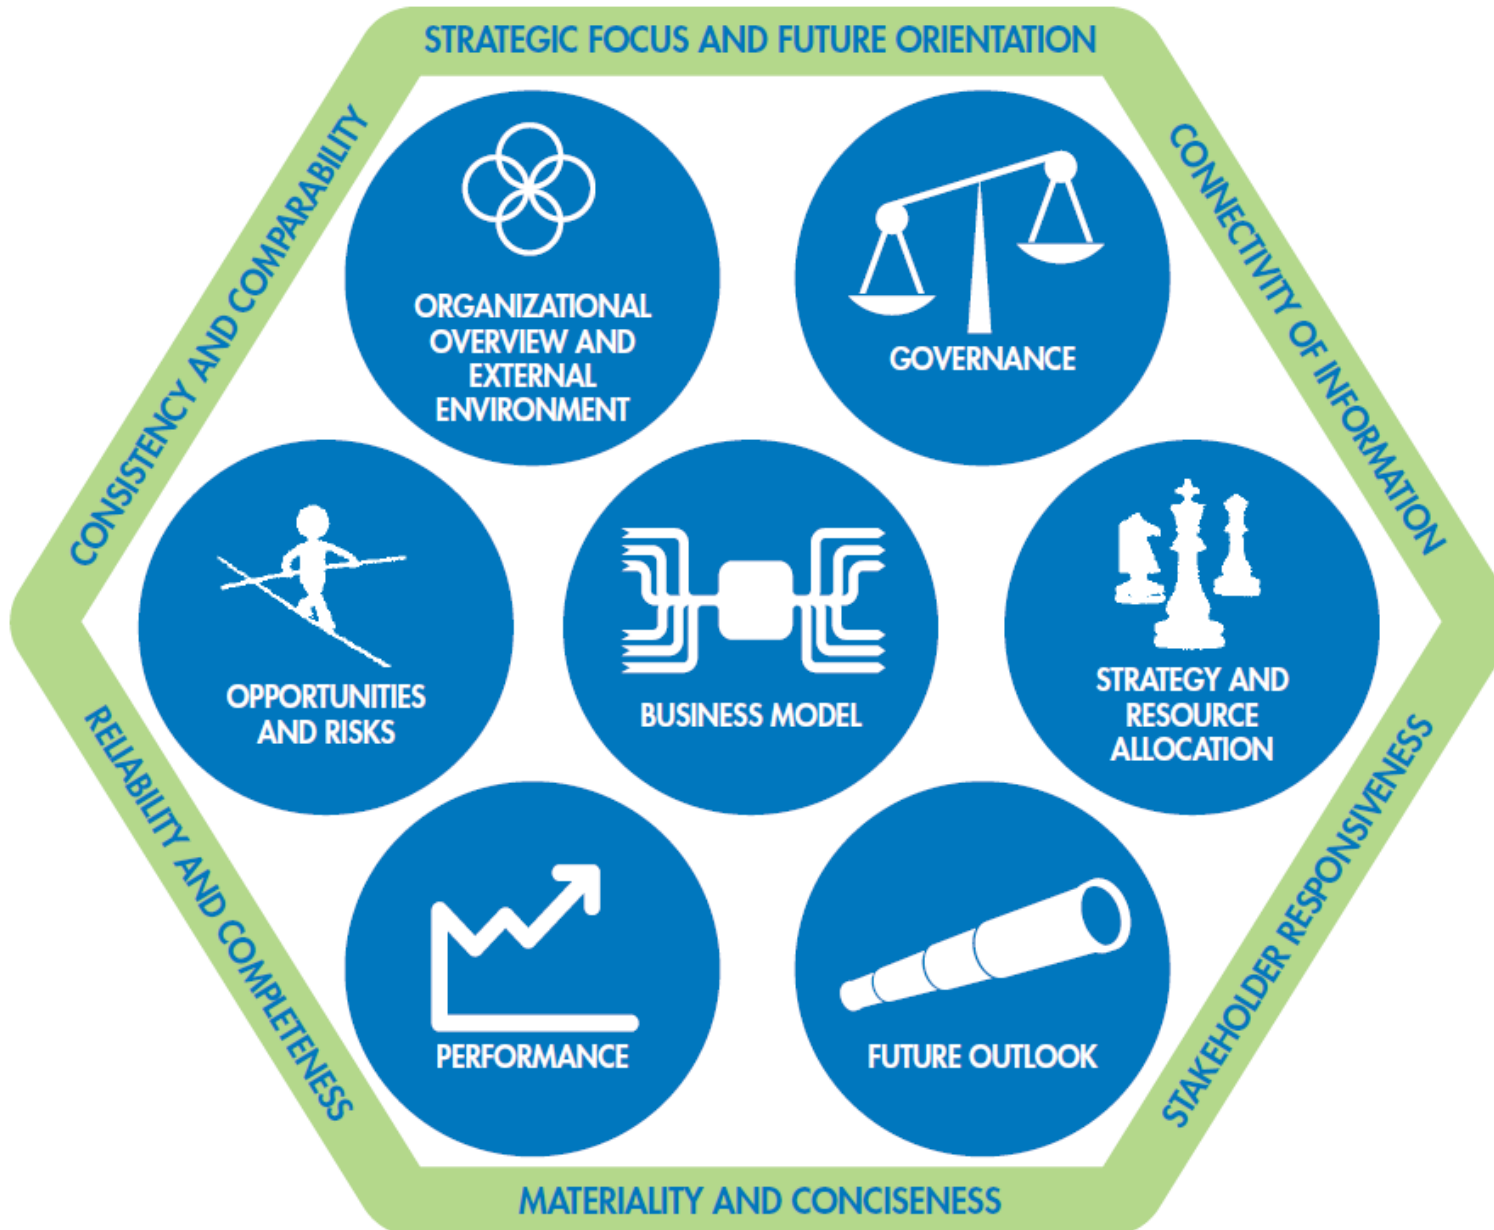 STRATEGIC FOCUS AND FUTURE ORIENTATION
CONSISTENCY AND COMPARABILITY
CONNECTIVITY OF INFORMATION
ORGANIZATIONAL
OVERVIEW AND
EXTERNAL
ENVIRONMENT
GOVERNANCE
OPPORTUNITIES
AND RISKS
BUSINESS MODEL
STRATEGY AND
RESOURCE
ALLOCATION
RELIABILITY AND COMPLETENESS
STAKEHOLDER RESPONSIVENESS
PERFORMANCE
FUTURE OUTLOOK
MATERIALITY AND CONCISENESS